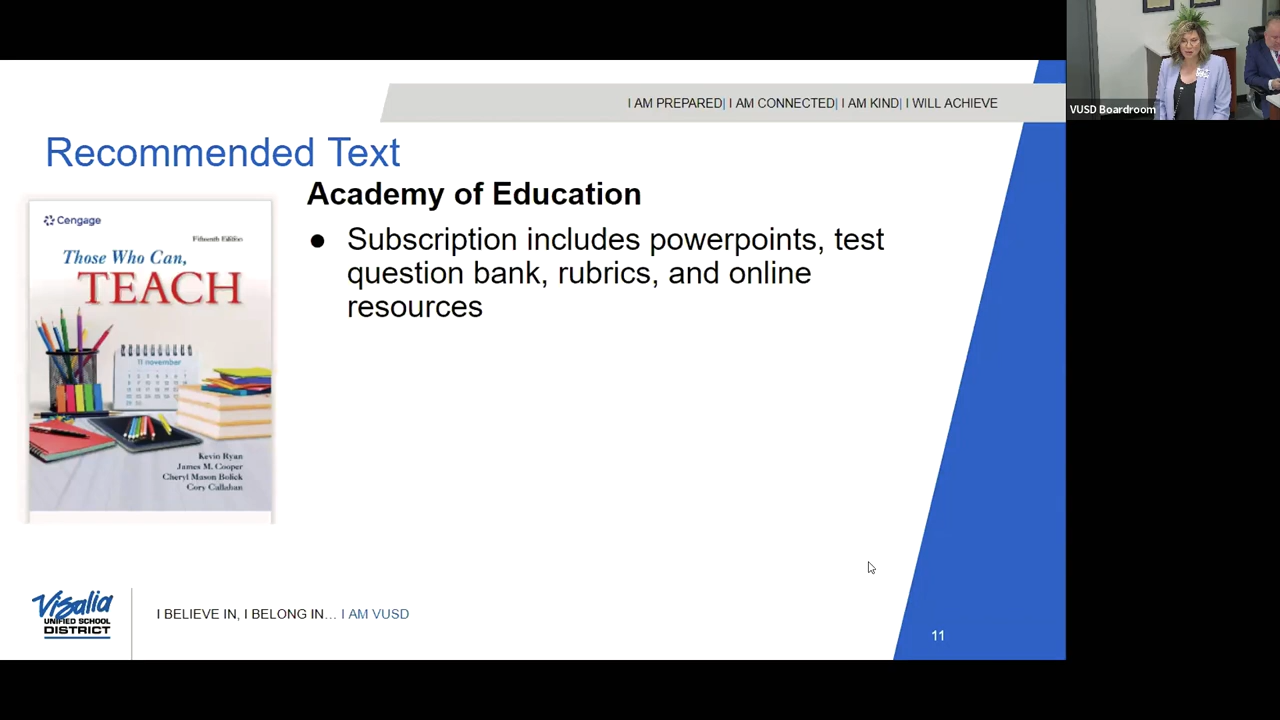 I AM PREPARED| I AM CONNECTED| I AM KIND| I WILL ACHIEVE
VUSD Boardroom
Recommended Text
Academy of Education
● Subscription includes powerpoints, test
question bank, rubrics, and online
resources
Cengage
Fifteenth Edition
Those Who Can,
TEACH
11 november
Kevin Ryan
James M. Cooper
Cheryl Mason Bolick
Cory Callahan
Visalia
UNIFIED SCHOOL
DISTRICT
I BELIEVE IN, I BELONG IN... I AM VUSD
11